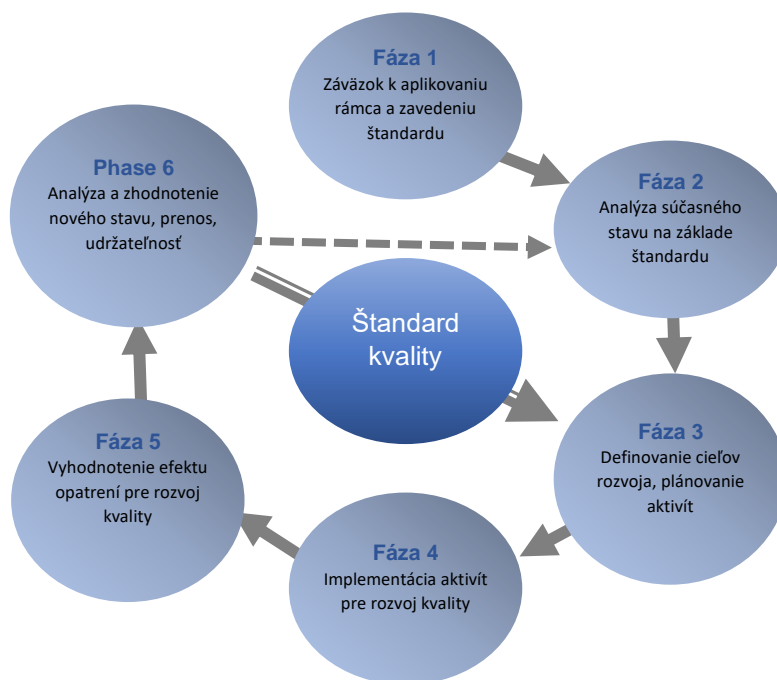 Fáza 1
Záväzok k aplikovaniu
rámca a zavedeniu
štandardu
Fáza 2
Analýza súčasného
stavu na základe
štandardu
Fáza 3
Definovanie cieľov
rozvoja, plánovanie
aktivít
Fáza 4
Implementácia aktivít
pre rozvoj kvality
Fáza 5
Vyhodnotenie efektu
opatrení pre rozvoj
kvality
Phase 6
Analýza a zhodnotenie
nového stavu, prenos,
udržateľnosť
Štandard
kvality